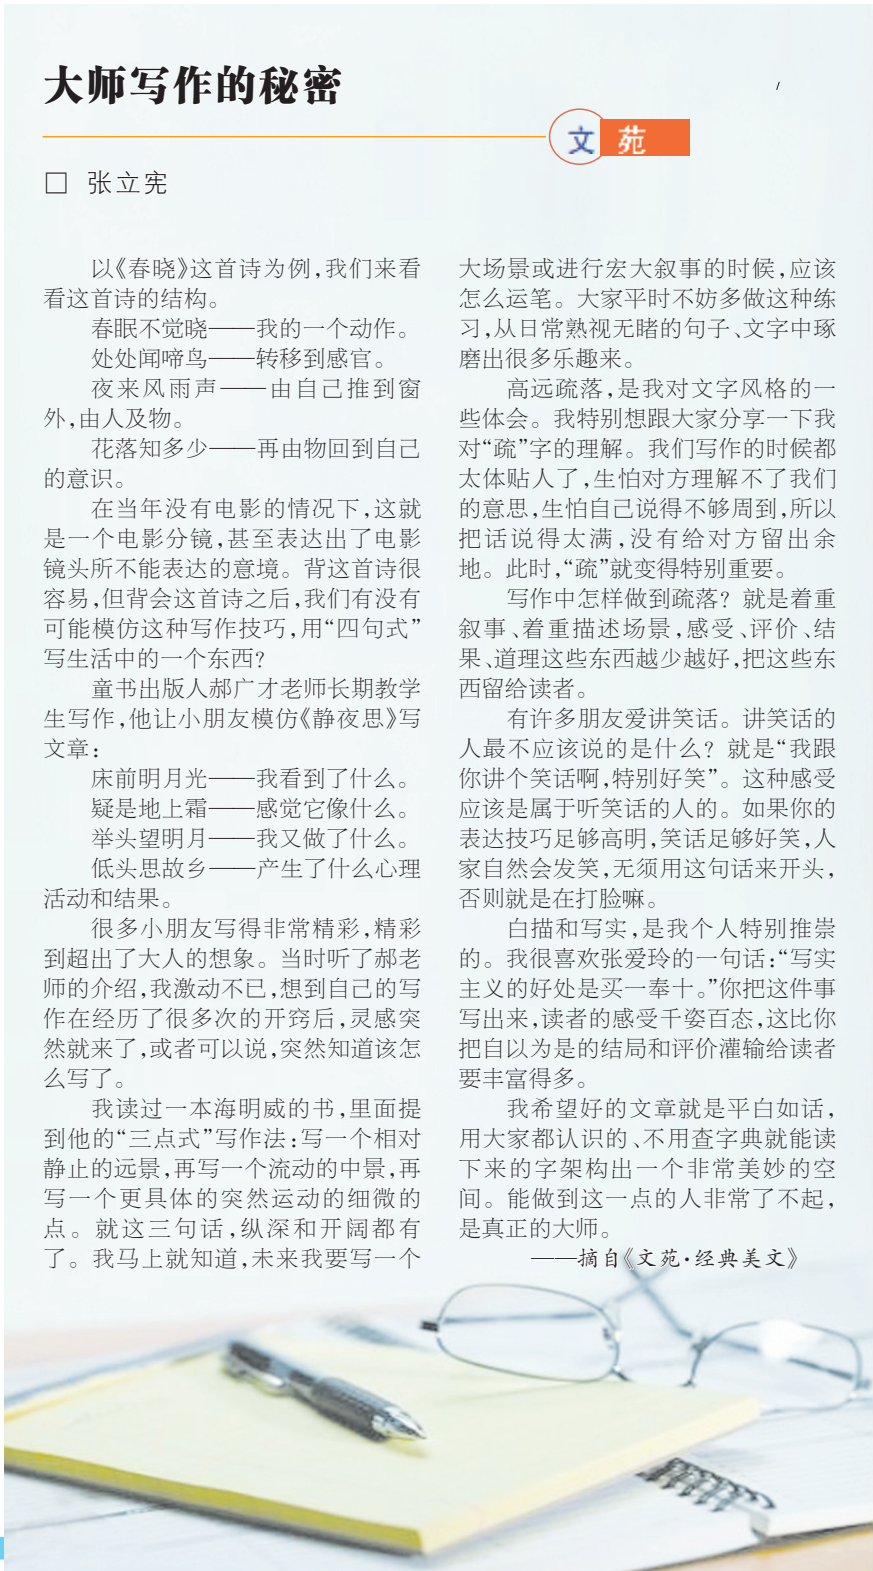 大师写作的秘密
文苑
□ 张立宪
以《春晓》这首诗为例,我们来看
看这首诗的结构。
春眠不觉晓——我的一个动作。
处处闻啼鸟——转移到感官。
夜来风雨声——由自己推到窗
外,由人及物。
花落知多少——再由物回到自己
的意识。
在当年没有电影的情况下,这就
是一个电影分镜,甚至表达出了电影
镜头所不能表达的意境。背这首诗很
容易,但背会这首诗之后,我们有没有
可能模仿这种写作技巧,用“四句式”
写生活中的一个东西?
童书出版人郝广才老师长期教学
生写作,他让小朋友模仿《静夜思》写
文章:
床前明月光——我看到了什么。
疑是地上霜——感觉它像什么。
举头望明月——我又做了什么。
低头思故乡——产生了什么心理
活动和结果。
很多小朋友写得非常精彩,精彩
到超出了大人的想象。当时听了郝老
师的介绍,我激动不已,想到自己的写
作在经历了很多次的开窍后,灵感突
然就来了,或者可以说,突然知道该怎
么写了。
我读过一本海明威的书,里面提
到他的“三点式”写作法:写一个相对
静止的远景,再写一个流动的中景,再
写一个更具体的突然运动的细微的
点。就这三句话,纵深和开阔都有
了。我马上就知道,未来我要写一个
大场景或进行宏大叙事的时候,应该
怎么运笔。大家平时不妨多做这种练
习,从日常熟视无睹的句子、文字中琢
磨出很多乐趣来。
高远疏落,是我对文字风格的一
些体会。我特别想跟大家分享一下我
对“疏”字的理解。我们写作的时候都
太体贴人了,生怕对方理解不了我们
的意思,生怕自己说得不够周到,所以
把话说得太满,没有给对方留出余
地。此时,“疏”就变得特别重要。
写作中怎样做到疏落?就是着重
叙事、着重描述场景,感受、评价、结
果、道理这些东西越少越好,把这些东
西留给读者。
有许多朋友爱讲笑话。讲笑话的
人最不应该说的是什么?就是“我跟
你讲个笑话啊,特别好笑”。这种感受
应该是属于听笑话的人的。如果你的
表达技巧足够高明,笑话足够好笑,人
家自然会发笑,无须用这句话来开头,
否则就是在打脸嘛。
白描和写实,是我个人特别推崇
的。我很喜欢张爱玲的一句话:“写实
主义的好处是买一奉十。”你把这件事
写出来,读者的感受千姿百态,这比你
把自以为是的结局和评价灌输给读者
要丰富得多。
我希望好的文章就是平白如话,
用大家都认识的、不用查字典就能读
下来的字架构出一个非常美妙的空
间。能做到这一点的人非常了不起,
是真正的大师。
——摘自《文苑·经典美文》